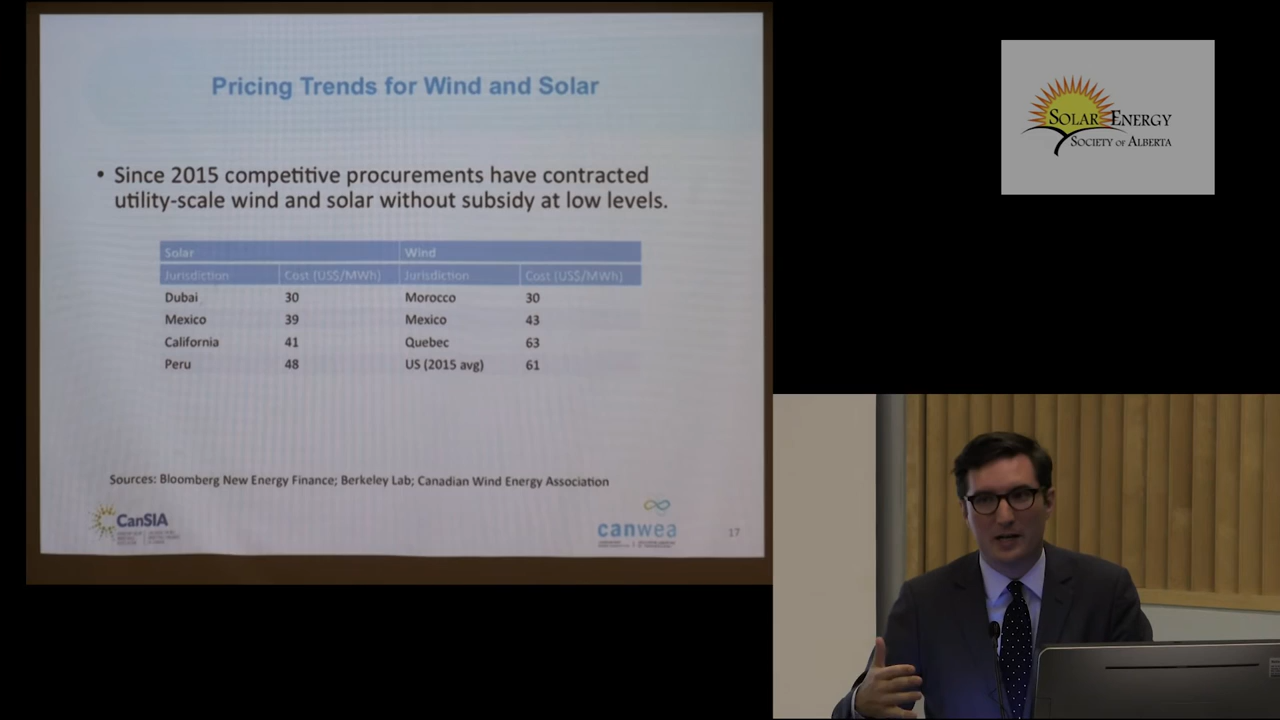 Pricing Trends for Wind and Solar
• Since 2015 competitive procurements have contracted
utility-scale wind and solar without subsidy at low levels.
Solar Wind
Jurisdiction Cost (US$/MWh) Jurisdiction Cost (US$/MWh)
Dubai 30 Morocco 30
Mexico 39 Mexico 43
California 41 Quebec 63
Peru 48 US (2015 avg) 61
Sources: Bloomberg New Energy Finance; Berkeley Lab; Canadian Wind Energy Association
CanSIA
canwea
17
SOLAR ENERGY
SOCIETY OF ALBERTA